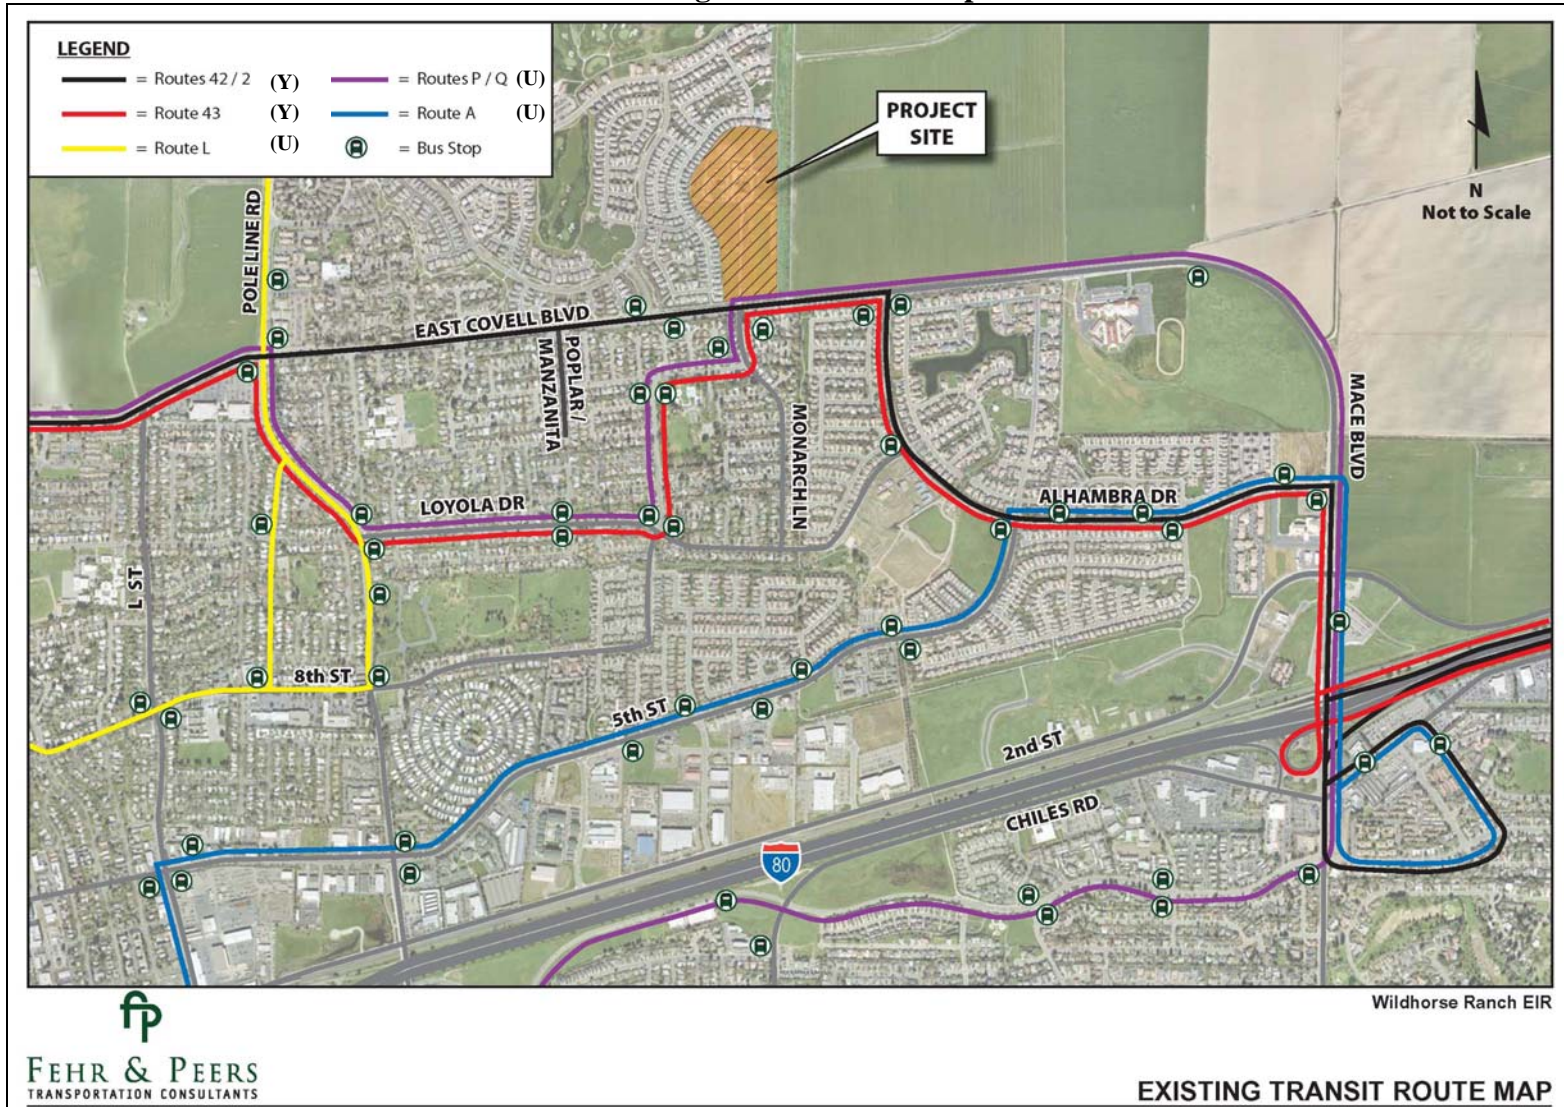 LEGEND
= Routes 42 / 2 (Y)
= Routes P / Q (U)
= Route 43 (Y)
= Route A (U)
= Route L (U)
= Bus Stop
PROJECT
SITE
N
Not to Scale
POLE LINE RD
EAST COVELL BLVD
POPLAR /
MANZANITA
MONARCH LN
MACE BLVD
LOYOLA DR
ALHAMBRA DR
L ST
8th ST
5th ST
2nd ST
CHILES RD
80
Wildhorse Ranch EIR
fp
FEHR & PEERS
TRANSPORTATION CONSULTANTS
EXISTING TRANSIT ROUTE MAP